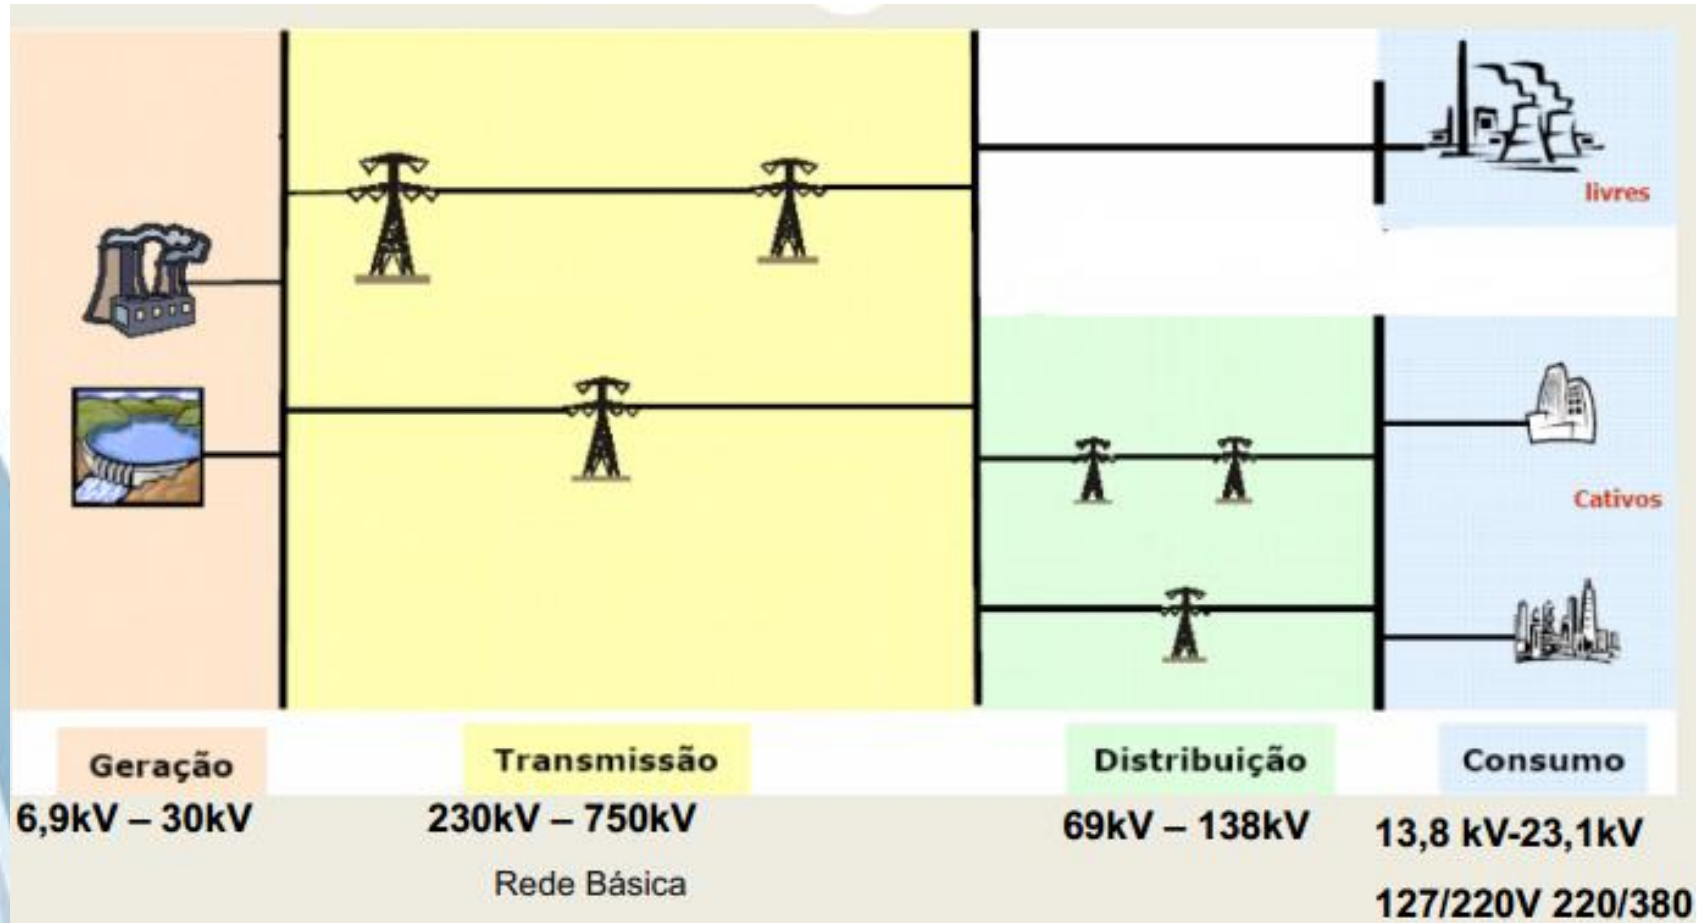 livres
Cativos
Geração
Transmissão
Distribuição
Consumo
6,9kV – 30kV
230kV – 750kV
69kV – 138kV
13,8 kV-23,1kV
Rede Básica
127/220V 220/380